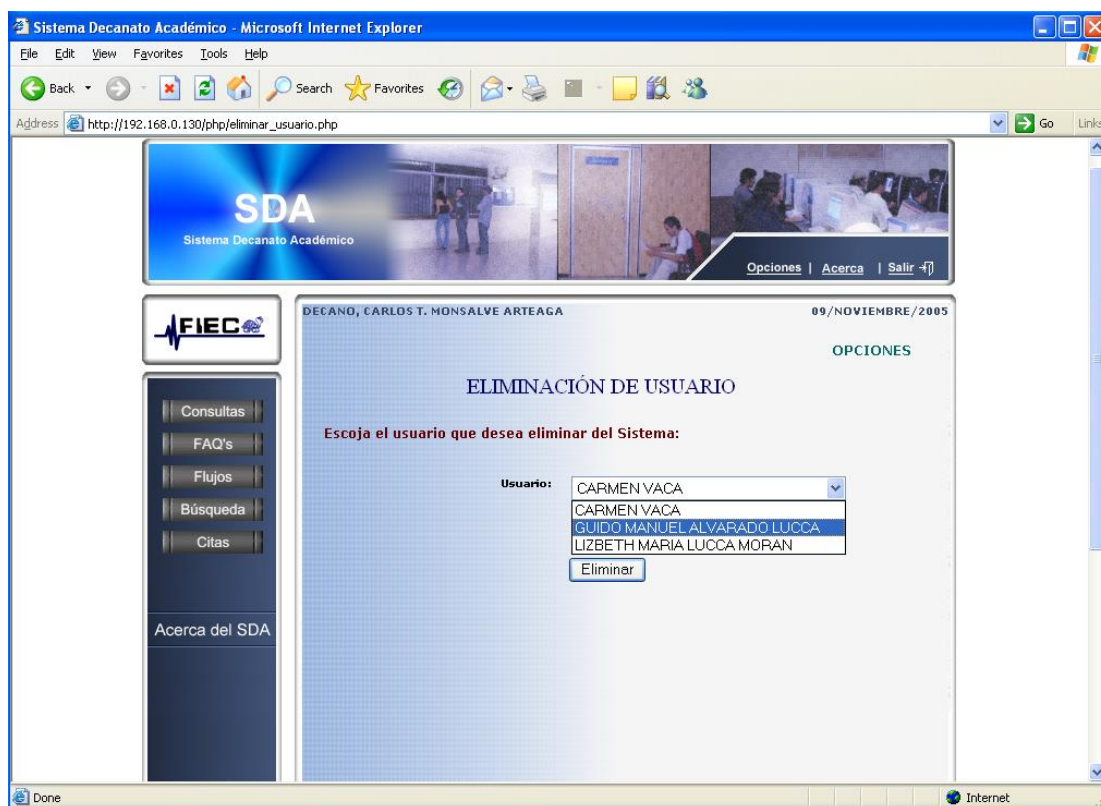 Sistema Decanato Académico - Microsoft Internet Explorer
File Edit View Favorites Tools Help
Back Search Favorites
Address http://192.168.0.130/php/eliminar_usuario.php Go Links
SDA
Sistema Decanato Académico
Opciones | Acerca | Salir
FIEC
DECANO, CARLOS T. MONSALVE ARTEAGA 09/NOVIEMBRE/2005
OPCIONES
ELIMINACIÓN DE USUARIO
Consultas
Escoja el usuario que desea eliminar del Sistema:
FAQ's
Flujos
Usuario: CARMEN VACA
Búsqueda
CARMEN VACA
GUIDO MANUEL ALVARADO LUCCA
Citas
LIZBETH MARIA LUCCA MORAN
Eliminar
Acerca del SDA
Done Internet